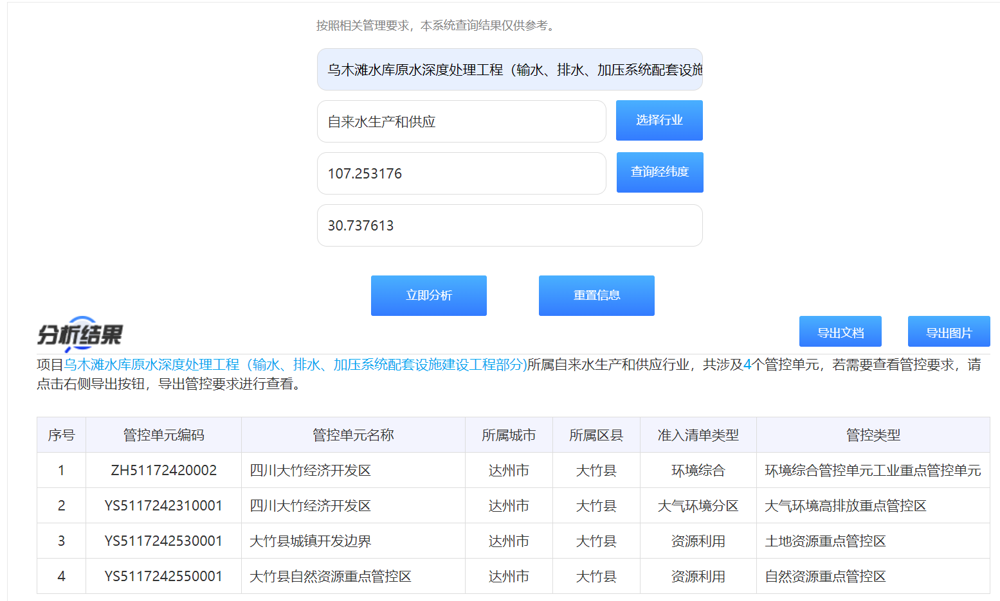 按照相关管理要求，本系统查询结果仅供参考。
乌木滩水库原水深度处理工程（输水、排水、加压系统配套设施
自来水生产和供应
选择行业
107.253176
查询经纬度
30.737613
立即分析
重置信息
分析结果
导出文档
导出图片
项目乌木滩水库原水深度处理工程（输水、排水、加压系统配套设施建设工程部分)所属自来水生产和供应行业，共涉及4个管控单元，若需要查看管控要求，请
点击右侧导出按钮，导出管控要求进行查看。
序号 管控单元编码 管控单元名称 所属城市 所属区县 准入清单类型 管控类型
1 ZH51172420002 四川大竹经济开发区 达州市 大竹县 环境综合 环境综合管控单元工业重点管控单元
2 YS5117242310001 四川大竹经济开发区 达州市 大竹县 大气环境分区 大气环境高排放重点管控区
3 YS5117242530001 大竹县城镇开发边界 达州市 大竹县 资源利用 土地资源重点管控区
4 YS5117242550001 大竹县自然资源重点管控区 达州市 大竹县 资源利用 自然资源重点管控区